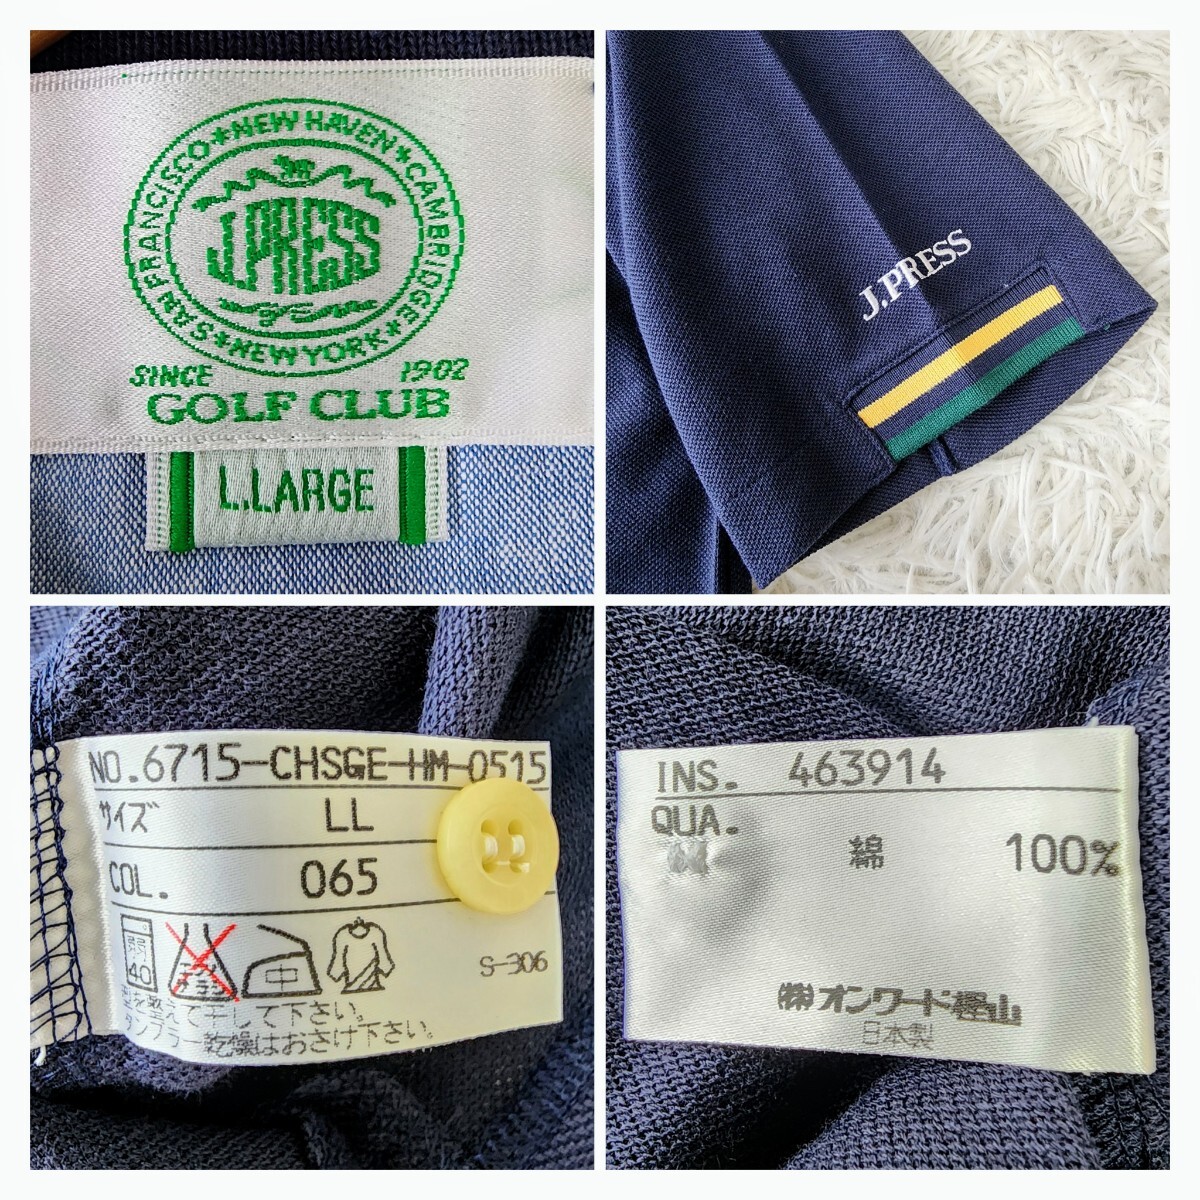 SAN FRANCISCO * NEW HAVEN * CAMBRIDGE * NEW YORK *
J.PRESS
SINCE 1902
GOLF CLUB
L.LARGE
J.PRESS
NO.6715-CHSGE-HM-0515
サイズ LL
COL. 065
40
中
S-306
形を整えて干して下さい。
タンブラー乾燥はおさけ下さい。
INS. 463914
QUA.
綿 100%
(株)オンワード樫山
日本製